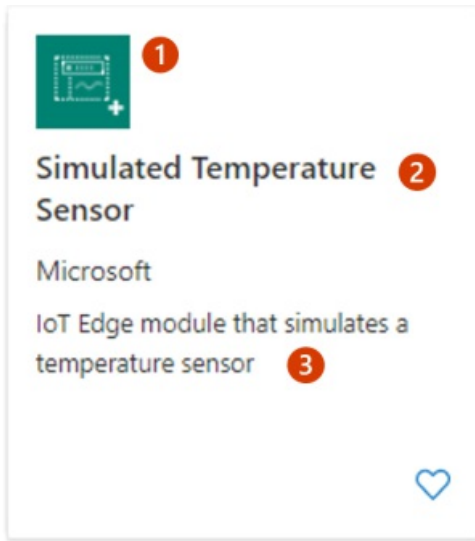 1
Simulated Temperature 2
Sensor
Microsoft
IoT Edge module that simulates a
temperature sensor 3